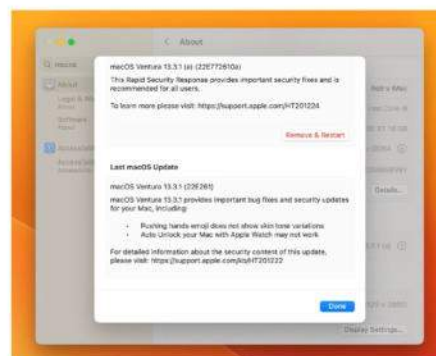 About
macos
About
macOS Ventura 13.3.1 (a) (22E772610a)
This Rapid Security Response provides important security fixes and is
recommended for all users.
To learn more please visit: https://support.apple.com/HT201224
Remove & Restart
Last macOS Update
macOS Ventura 13.3.1 (22E261)
macOS Ventura 13.3.1 provides important bug fixes and security updates
for your Mac, including:
• Pushing hands emoji does not show skin tone variations
• Auto Unlock your Mac with Apple Watch may not work
For detailed information about the security content of this update,
please visit: https://support.apple.com/kb/HT201222
Details...
Done
Display Settings...